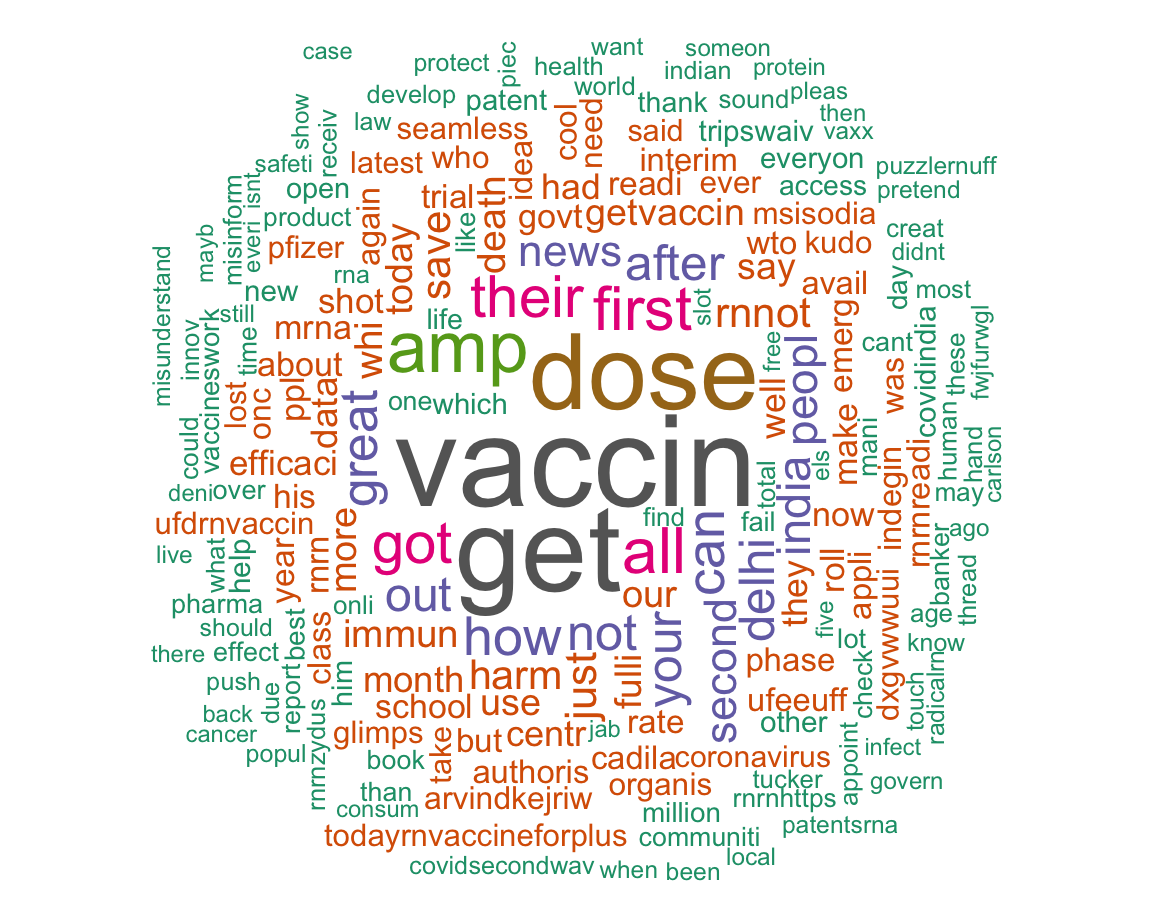 case
protect
piec
want
someon
health
indian
protein
develop
patent
world
thank
sound
pleas
then
show
receiv
law
seamless
cool
need
said
tripswaiv
vaxx
safeti
latest
who
idea
interim
everyon
puzzlernuff
misinform
isnt
open
trial
death
had
readi
ever
access
pretend
everi
product
again
like
govt
getvaccin
msisodia
mayb
pfizer
today
save
news
after
wto
kudo
creat
didnt
misunderstand
rna
say
avail
day
most
new
shot
their
first
slot
rnnot
innov
still
mrna
whi
life
amp
dose
free
peopl
emerg
cant
covidindia
these
fwjfurwgl
time
about
vaccineswork
lost
onc
ppl
data
great
one
which
well
make
was
could
efficaci
vaccin
els
mani
human
hand
carlson
deni
over
his
total
india
indegin
rnrnreadi
may
ufdrnvaccin
got
get
find
all
can
fail
now
ago
live
what
help
year
rnrn
more
delhi
they
roll
appli
banker
thread
pharma
onli
out
our
five
dxgvwwuui
age
should
best
class
immun
how
not
your
second
lot
know
there
effect
him
month
harm
just
fulli
phase
check
touch
radicalrn
push
due
report
school
use
ufeeuff
back
rnrnzydus
glimps
take
but
centr
jab
rate
other
appoint
infect
cancer
popul
book
authoris
cadila
coronavirus
tucker
govern
than
consum
arvindkejriw
organis
rnrnhttps
million
todayrnvaccineforplus
communiti
patentsrna
covidsecondwav
when
been
local